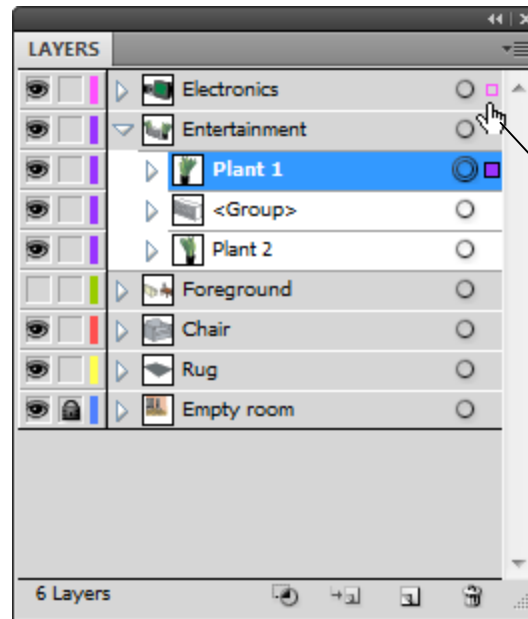 LAYERS
Electronics
Entertainment
Plant 1
<Group>
Plant 2
Foreground
Chair
Rug
Empty room
6 Layers